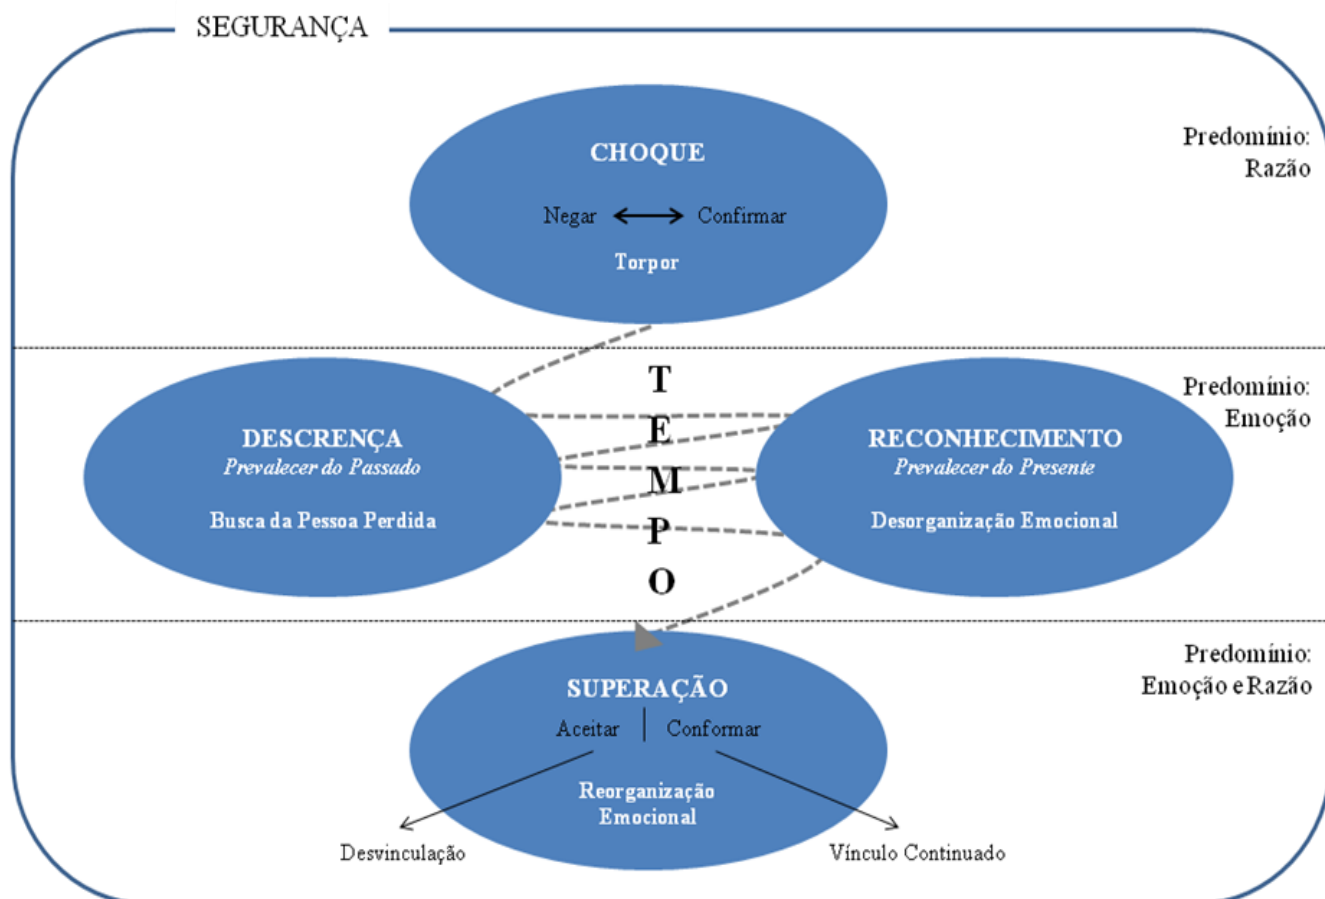 SEGURANÇA
CHOQUE
Negar Confirmar
Torpor
Predomínio:
Razão
TEMPO
DESCRENÇA
Prevalecer do Passado
Busca da Pessoa Perdida
RECONHECIMENTO
Prevalecer do Presente
Desorganização Emocional
Predomínio:
Emoção
SUPERAÇÃO
Aceitar Conformar
Reorganização
Emocional
Desvinculação
Vínculo Continuado
Predomínio:
Emoção e Razão